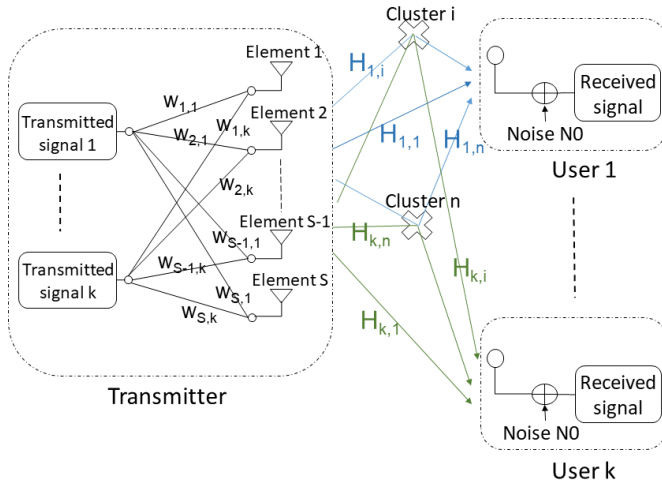 Cluster i
Element 1
H1,i
W1,1
Transmitted
signal 1
Element 2
W2,1
W1,k
H1,1
H1,n
Received
signal
Noise N0
User 1
W2,k
Cluster n
Element S-1
WS-1,1
Hk,n
Transmitted
signal k
WS-1,k
Element S
WS,1
Hk,i
WS,k
Hk,1
Transmitter
Received
signal
Noise N0
User k